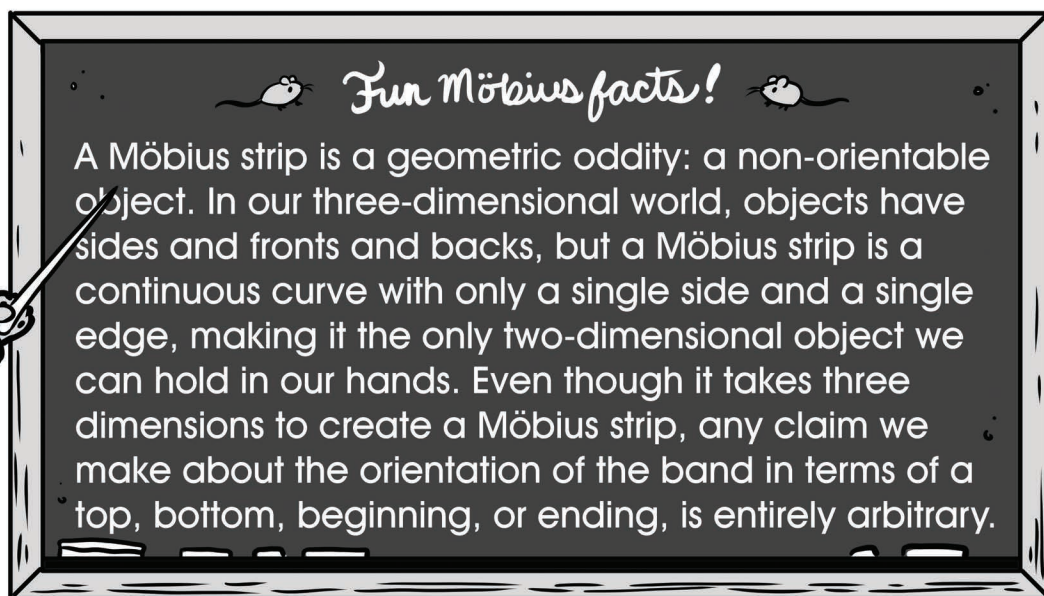 Fun Möbius facts!
A Möbius strip is a geometric oddity: a non-orientable
object. In our three-dimensional world, objects have
sides and fronts and backs, but a Möbius strip is a
continuous curve with only a single side and a single
edge, making it the only two-dimensional object we
can hold in our hands. Even though it takes three
dimensions to create a Möbius strip, any claim we
make about the orientation of the band in terms of a
top, bottom, beginning, or ending, is entirely arbitrary.